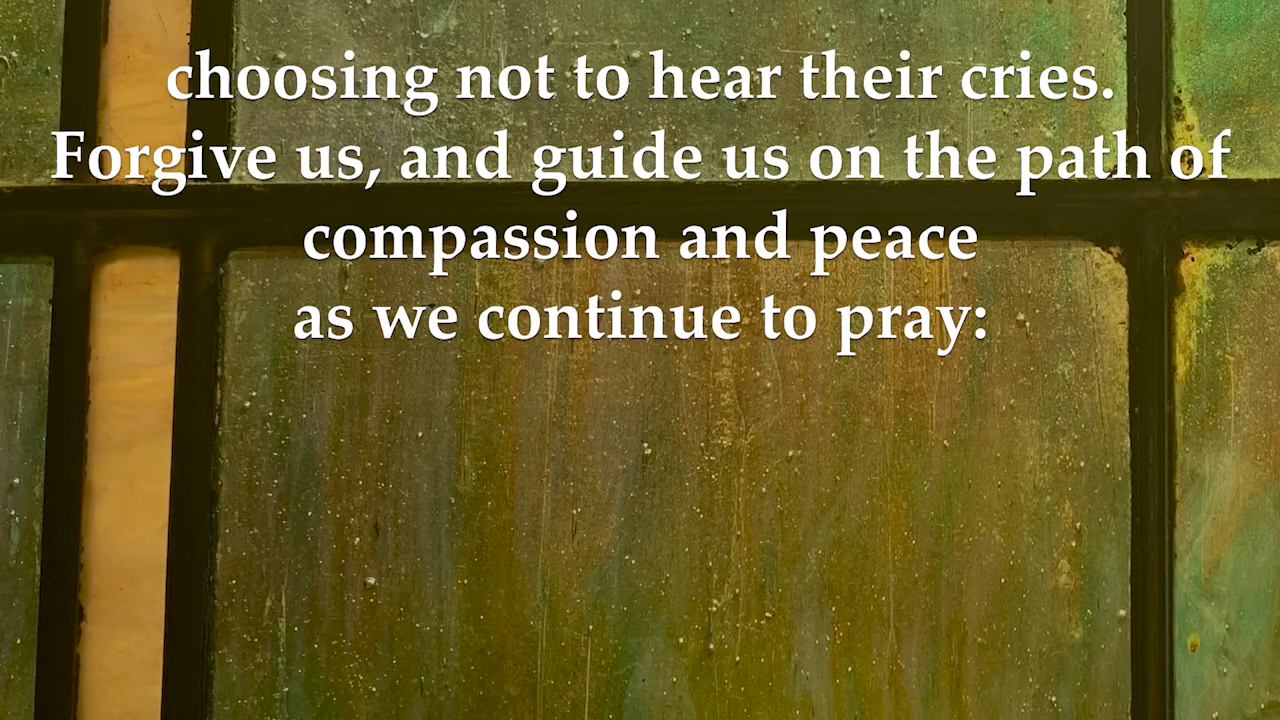 choosing not to hear their cries.
Forgive us, and guide us on the path of
compassion and peace
as we continue to pray: